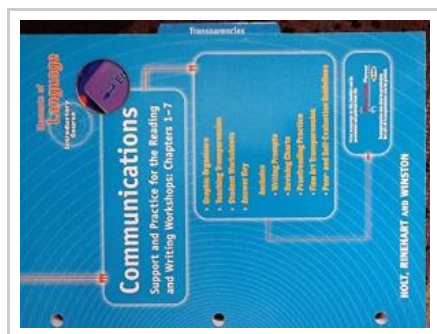 Transparencies
Elements of
Language
Introductory
Course
Communications
Support and Practice for the Reading
and Writing Workshops: Chapters 1–7
• Graphic Organizers
• Teaching Transparencies
• Student Worksheets
• Answer Key
Includes
• Writing Prompts
• Revising Charts
• Proofreading Practice
• Fine Art Transparencies
• Peer- and Self-Evaluation Guidelines
HOLT, RINEHART AND WINSTON